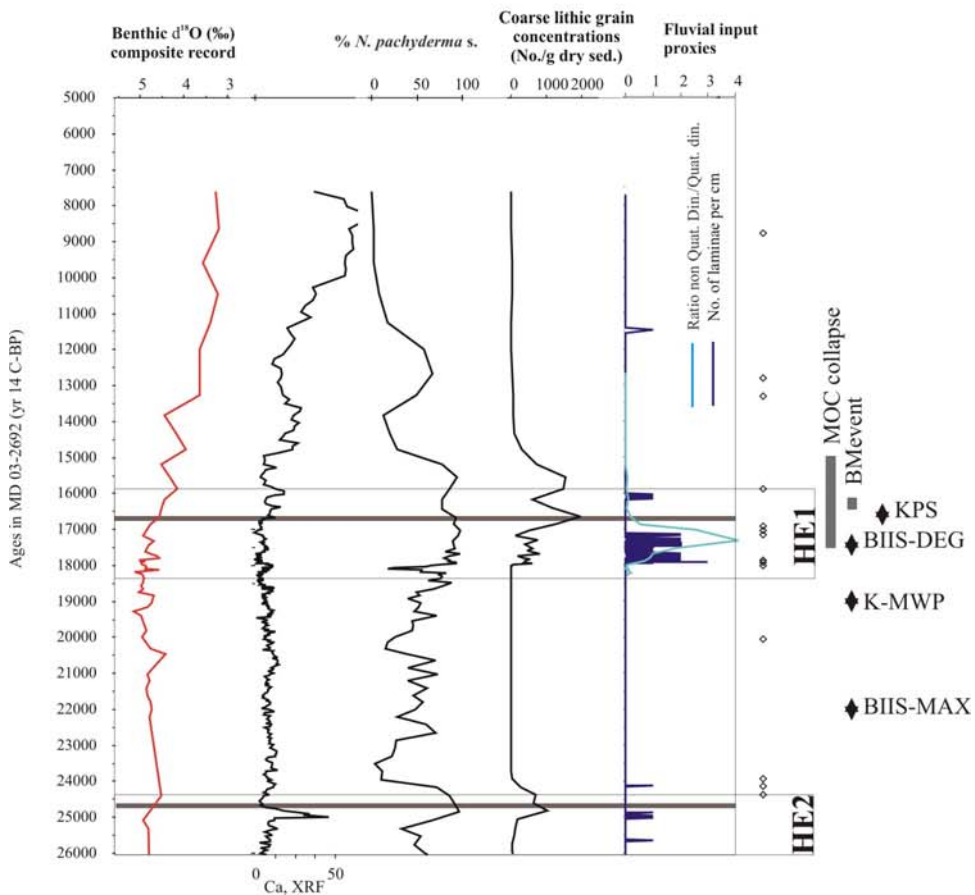 Benthic d¹⁸O (‰)
composite record
% N. pachyderma s.
Coarse lithic grain
concentrations
(No./g dry sed.)
Fluvial input
proxies
5 4 3
0 50 100
0 1000 2000
0 1 2 3 4
Ages in MD 03-2692 (yr 14 C-BP)
5000
6000
7000
8000
9000
10000
11000
12000
13000
14000
15000
16000
17000
18000
19000
20000
21000
22000
23000
24000
25000
26000
Ratio non Quat. Din./Quat. din.
No. of laminae per cm
MOC collapse
BMevent
HE1
KPS
BIIS-DEG
K-MWP
BIIS-MAX
HE2
0 50
Ca, XRF